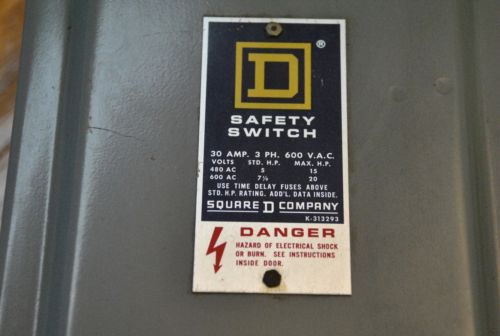 D ®
SAFETY
SWITCH
30 AMP. 3 PH. 600 V.A.C.
VOLTS STD. H.P. MAX. H.P.
480 AC 5 15
600 AC 7½ 20
USE TIME DELAY FUSES ABOVE
STD. H.P. RATING. ADD'L. DATA INSIDE.
SQUARE D COMPANY
K-313293
DANGER
HAZARD OF ELECTRICAL SHOCK
OR BURN. SEE INSTRUCTIONS
INSIDE DOOR.